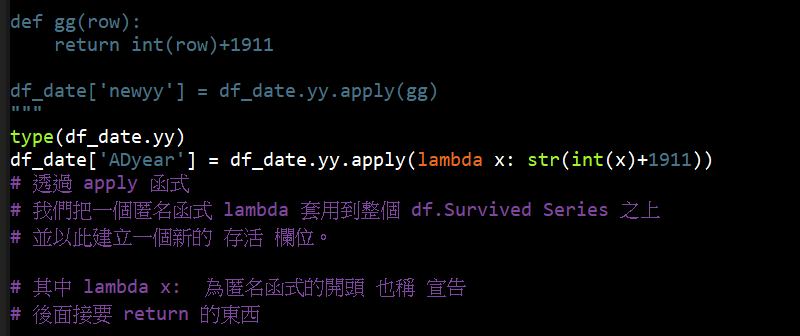 def gg(row):
    return int(row)+1911

df_date['newyy'] = df_date.yy.apply(gg)
"""
type(df_date.yy)
df_date['ADyear'] = df_date.yy.apply(lambda x: str(int(x)+1911))
# 透過 apply 函式
# 我們把一個匿名函式 lambda 套用到整個 df.Survived Series 之上
# 並以此建立一個新的 存活 欄位。

# 其中 lambda x:  為匿名函式的開頭 也稱 宣告
# 後面接要 return 的東西